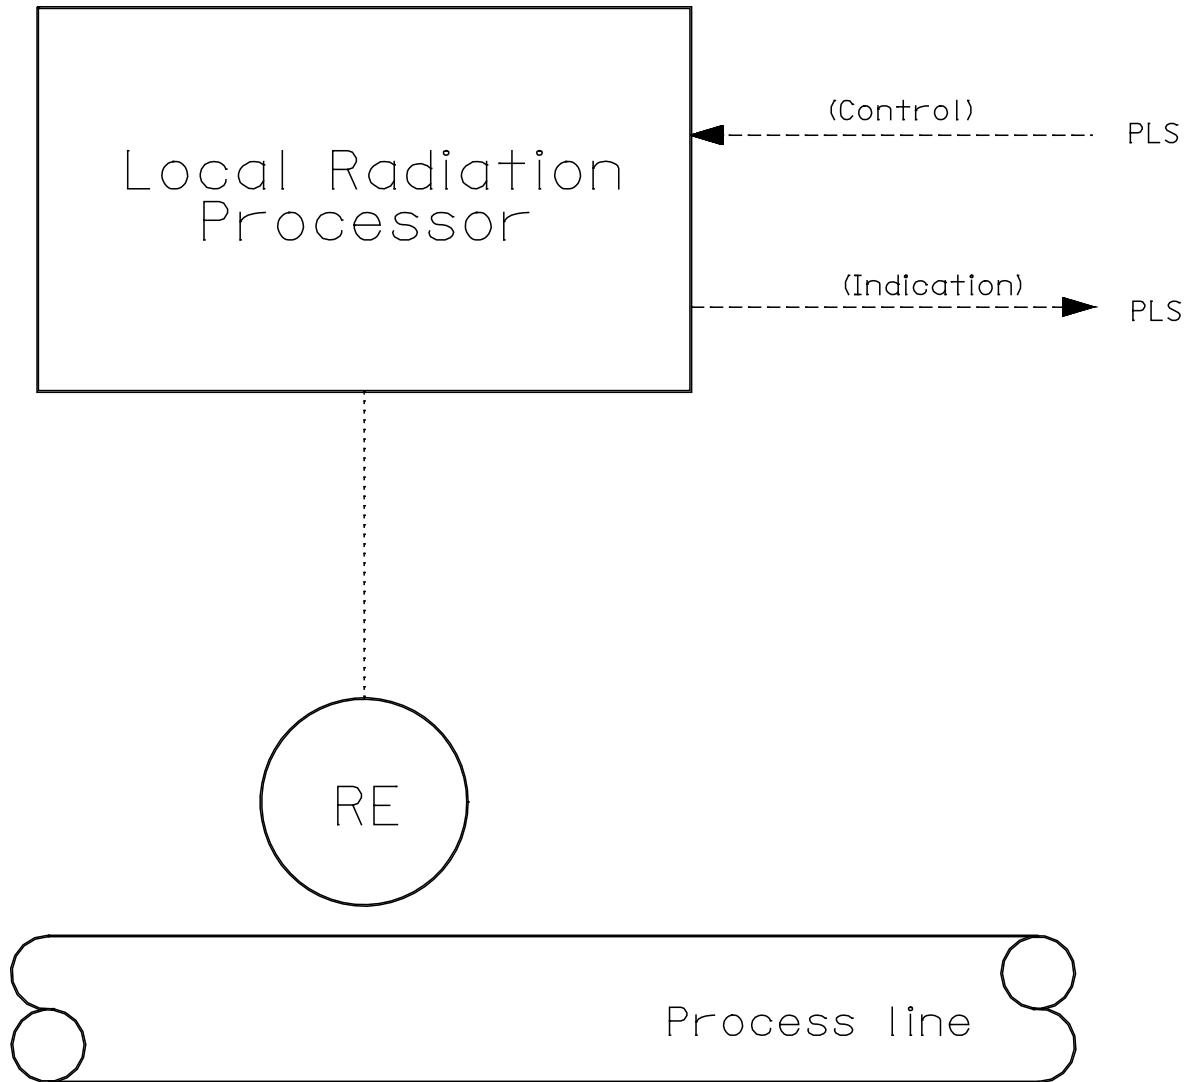 (Control)
PLS
Local Radiation
Processor
(Indication)
PLS
RE
Process line